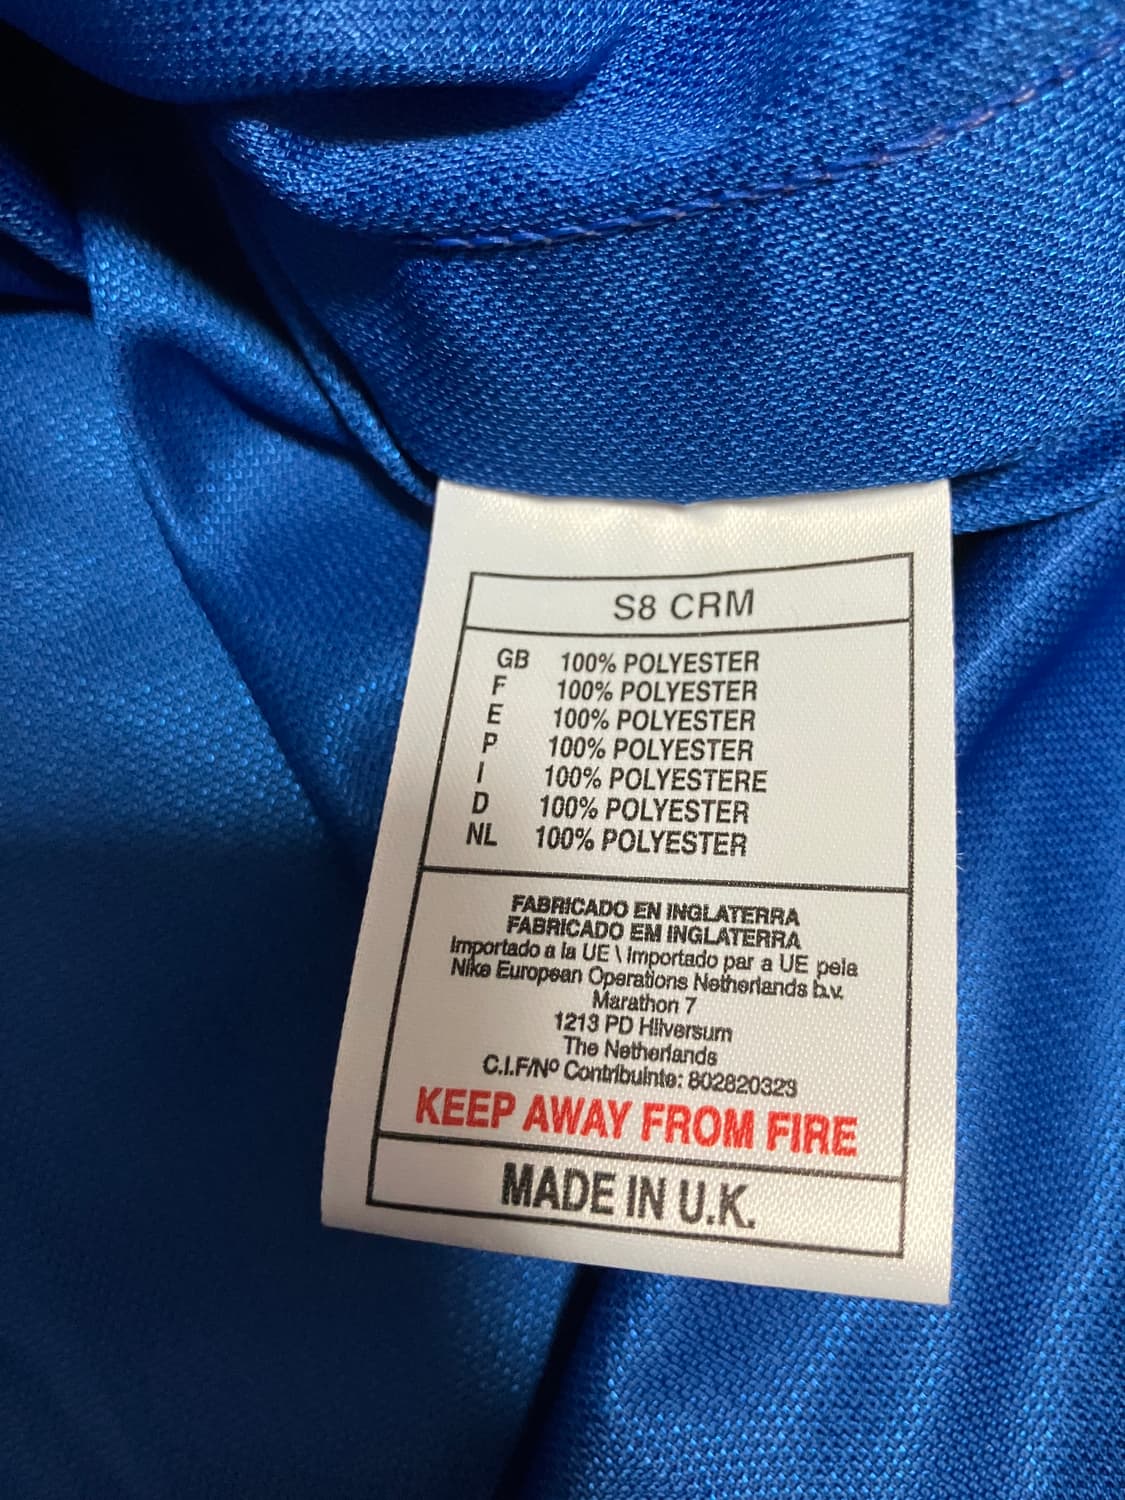 S8 CRM
GB 100% POLYESTER
F 100% POLYESTER
E 100% POLYESTER
P 100% POLYESTER
I 100% POLYESTERE
D 100% POLYESTER
NL 100% POLYESTER
FABRICADO EN INGLATERRA
FABRICADO EM INGLATERRA
Importado a la UE \ Importado par a UE pela
Nike European Operations Netherlands b.v.
Marathon 7
1213 PD Hilversum
The Netherlands
C.I.F/Nº Contribuinte: 802820323
KEEP AWAY FROM FIRE
MADE IN U.K.